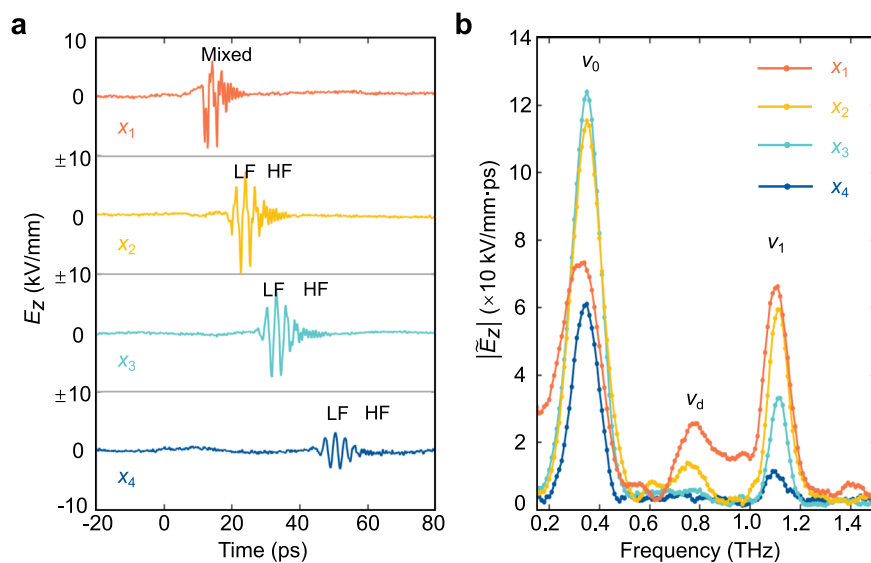 a
10
0
±10
0
±10
0
±10
0
-10
E_Z (kV/mm)
Mixed
x₁
LF HF
x₂
LF HF
x₃
LF HF
x₄
-20 0 20 40 60 80
Time (ps)
b
14
12
10
8
6
4
2
0
|Ẽ_Z| (×10 kV/mm·ps)
ν₀
ν_d
ν₁
x₁
x₂
x₃
x₄
0.2 0.4 0.6 0.8 1.0 1.2 1.4
Frequency (THz)